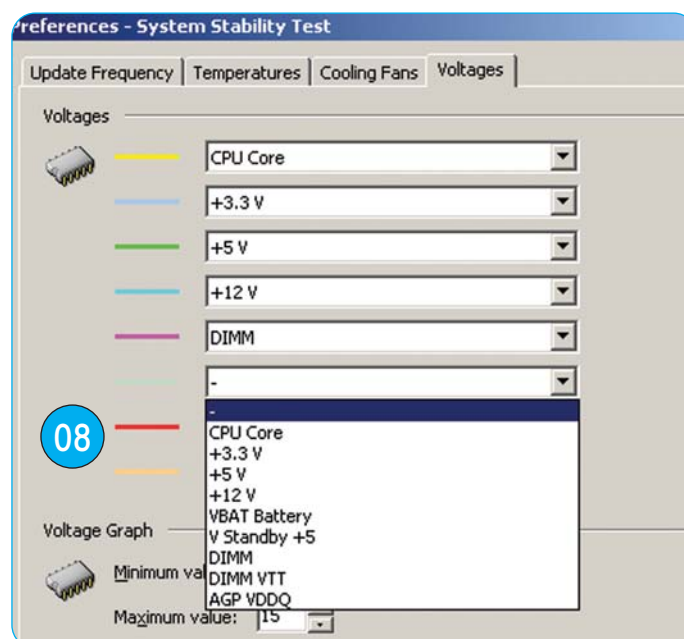 Preferences - System Stability Test
Update Frequency Temperatures Cooling Fans Voltages
Voltages
CPU Core
+3.3 V
+5 V
+12 V
DIMM
-
-
08
CPU Core
+3.3 V
+5 V
+12 V
VBAT Battery
V Standby +5
DIMM
DIMM VTT
AGP VDDQ
Voltage Graph
Minimum
Maximum value: 15